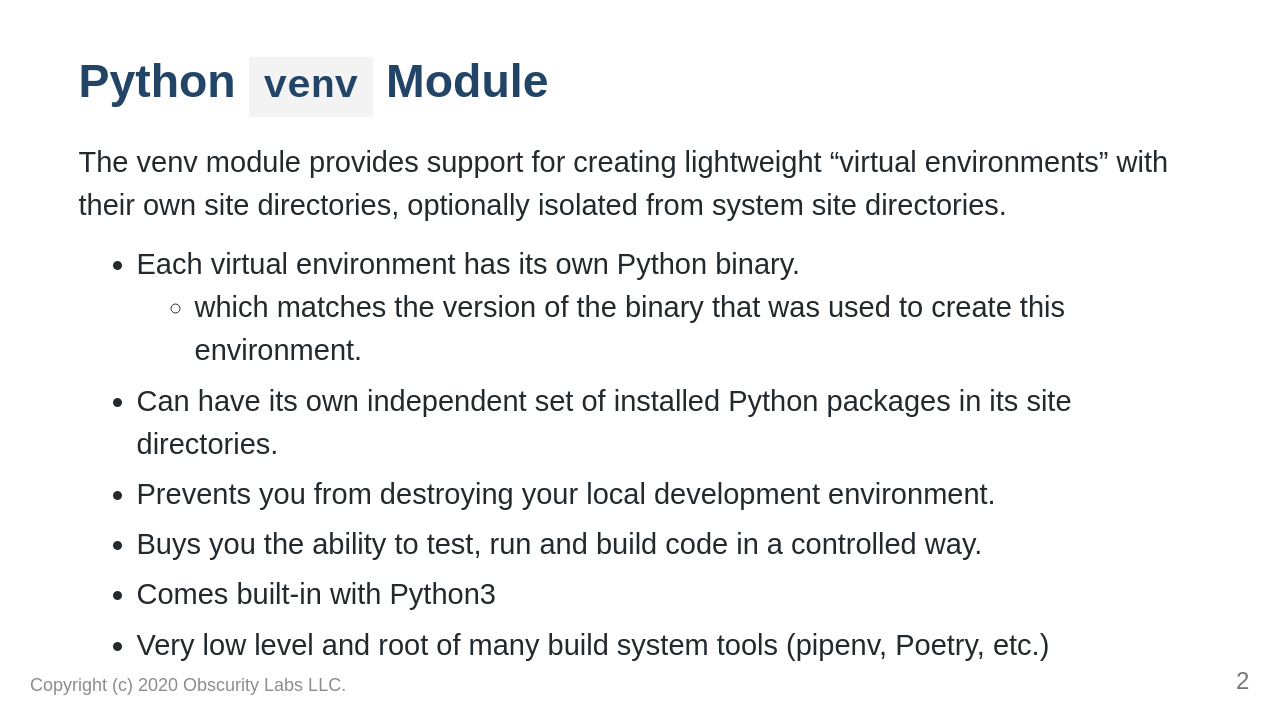 Python venv Module
The venv module provides support for creating lightweight “virtual environments” with
their own site directories, optionally isolated from system site directories.
• Each virtual environment has its own Python binary.
○ which matches the version of the binary that was used to create this
environment.
• Can have its own independent set of installed Python packages in its site
directories.
• Prevents you from destroying your local development environment.
• Buys you the ability to test, run and build code in a controlled way.
• Comes built-in with Python3
• Very low level and root of many build system tools (pipenv, Poetry, etc.)
Copyright (c) 2020 Obscurity Labs LLC.
2